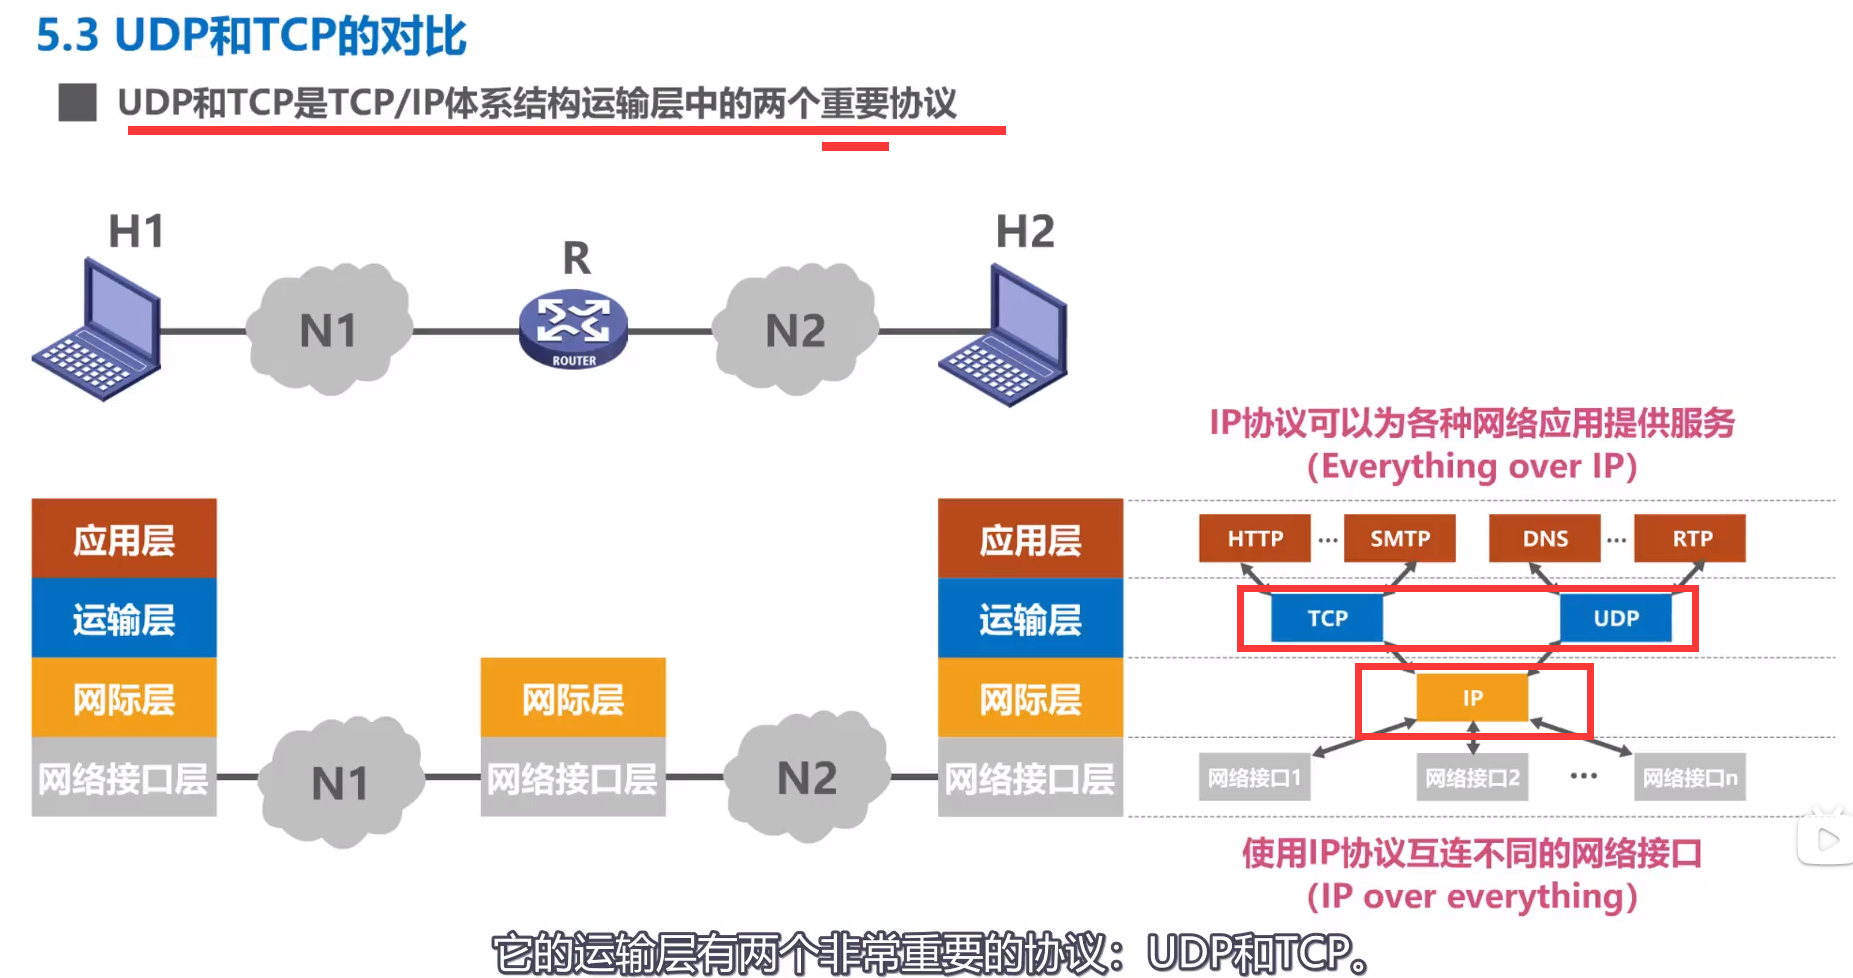 5.3 UDP和TCP的对比
UDP和TCP是TCP/IP体系结构运输层中的两个重要协议
H1
R
H2
N1
ROUTER
N2
IP协议可以为各种网络应用提供服务
(Everything over IP)
应用层
运输层
网际层
网络接口层
N1
网际层
网络接口层
N2
应用层
运输层
网际层
网络接口层
HTTP ... SMTP DNS ... RTP
TCP UDP
IP
网络接口1 网络接口2 ... 网络接口n
使用IP协议互连不同的网络接口
(IP over everything)
它的运输层有两个非常重要的协议：UDP和TCP。